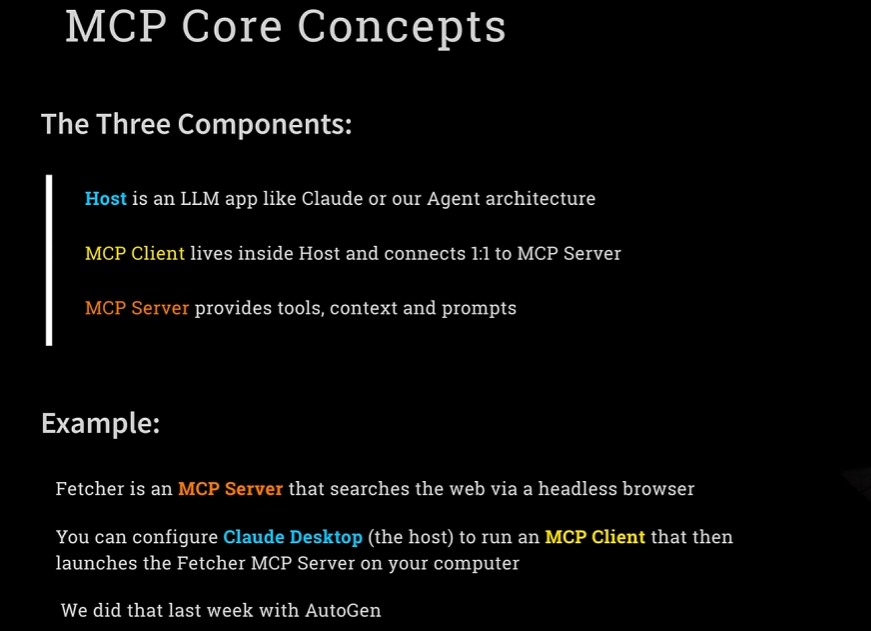 MCP Core Concepts
The Three Components:
Host is an LLM app like Claude or our Agent architecture
MCP Client lives inside Host and connects 1:1 to MCP Server
MCP Server provides tools, context and prompts
Example:
Fetcher is an MCP Server that searches the web via a headless browser
You can configure Claude Desktop (the host) to run an MCP Client that then
launches the Fetcher MCP Server on your computer
We did that last week with AutoGen